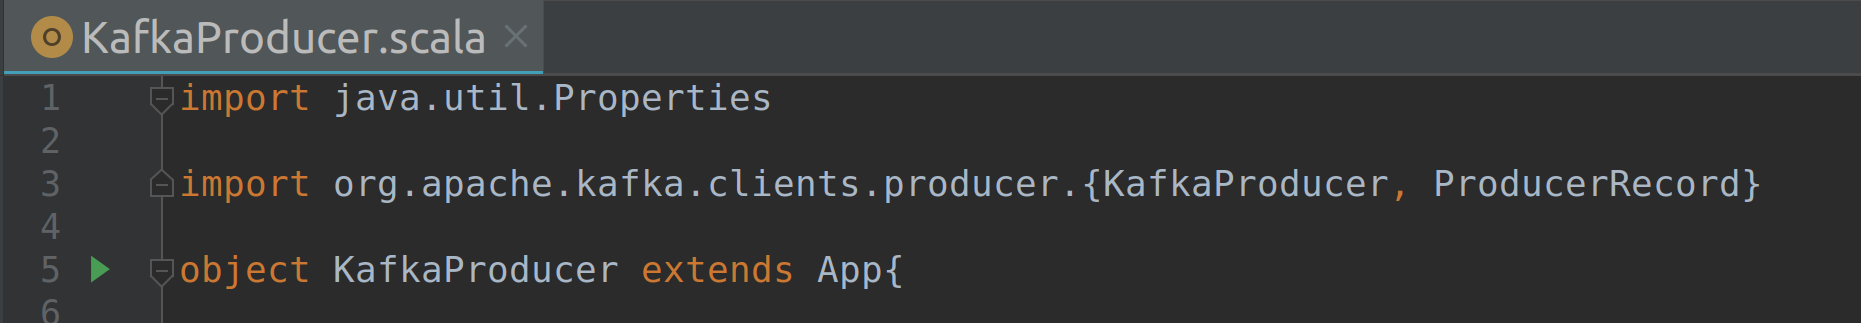 KafkaProducer.scala
1 import java.util.Properties
2
3 import org.apache.kafka.clients.producer.{KafkaProducer, ProducerRecord}
4
5 object KafkaProducer extends App{
6